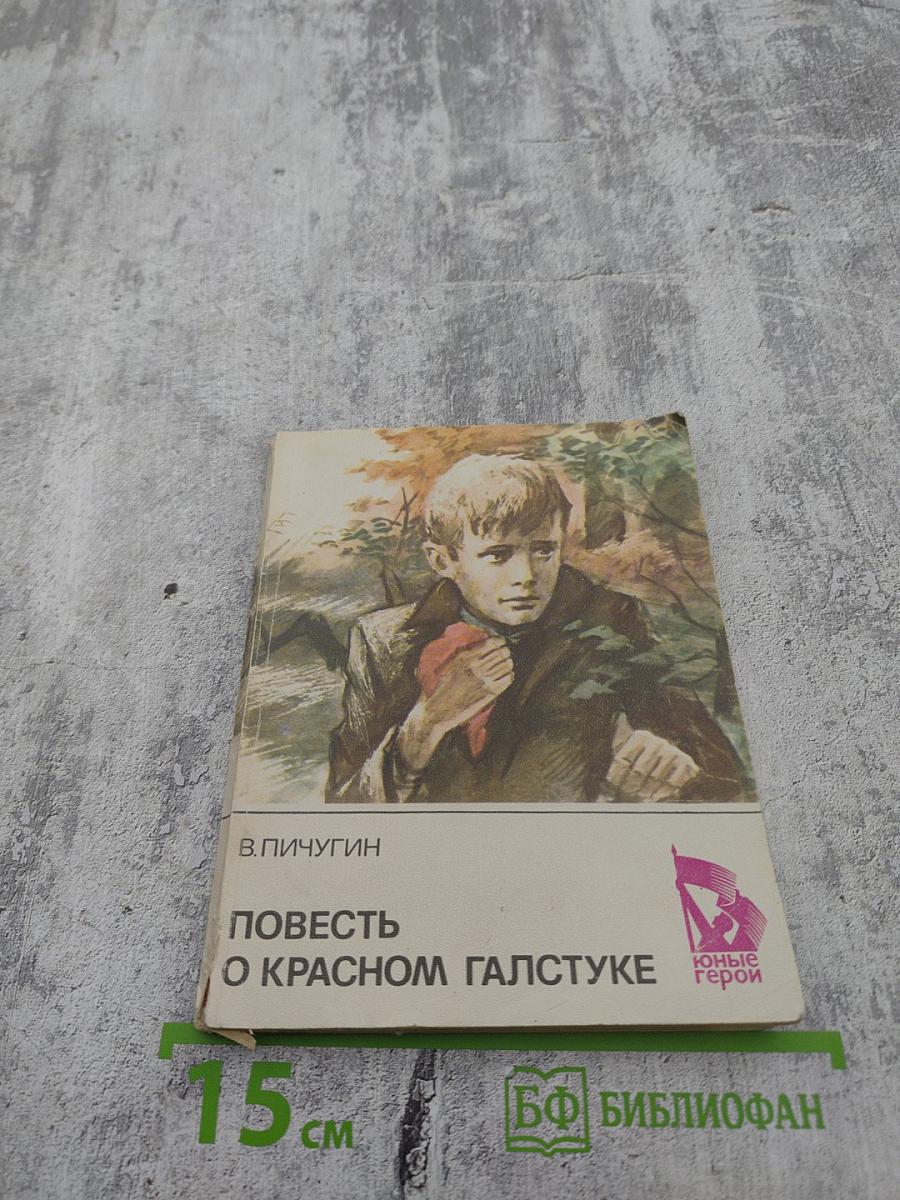 В. ПИЧУГИН
ПОВЕСТЬ
О КРАСНОМ ГАЛСТУКЕ
юные
герои
15 см
БФ БИБЛИОФАН